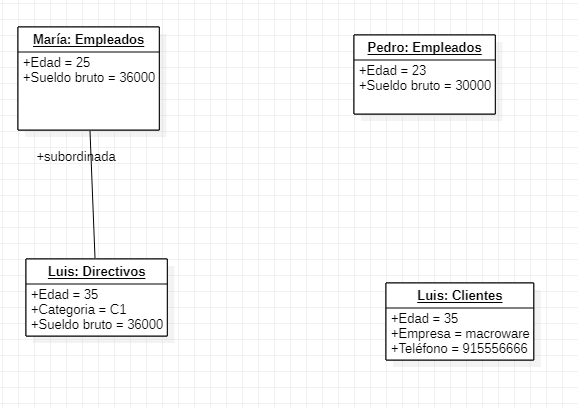 María: Empleados
+Edad = 25
+Sueldo bruto = 36000
Pedro: Empleados
+Edad = 23
+Sueldo bruto = 30000
+subordinada
Luis: Directivos
+Edad = 35
+Categoria = C1
+Sueldo bruto = 36000
Luis: Clientes
+Edad = 35
+Empresa = macroware
+Teléfono = 915556666